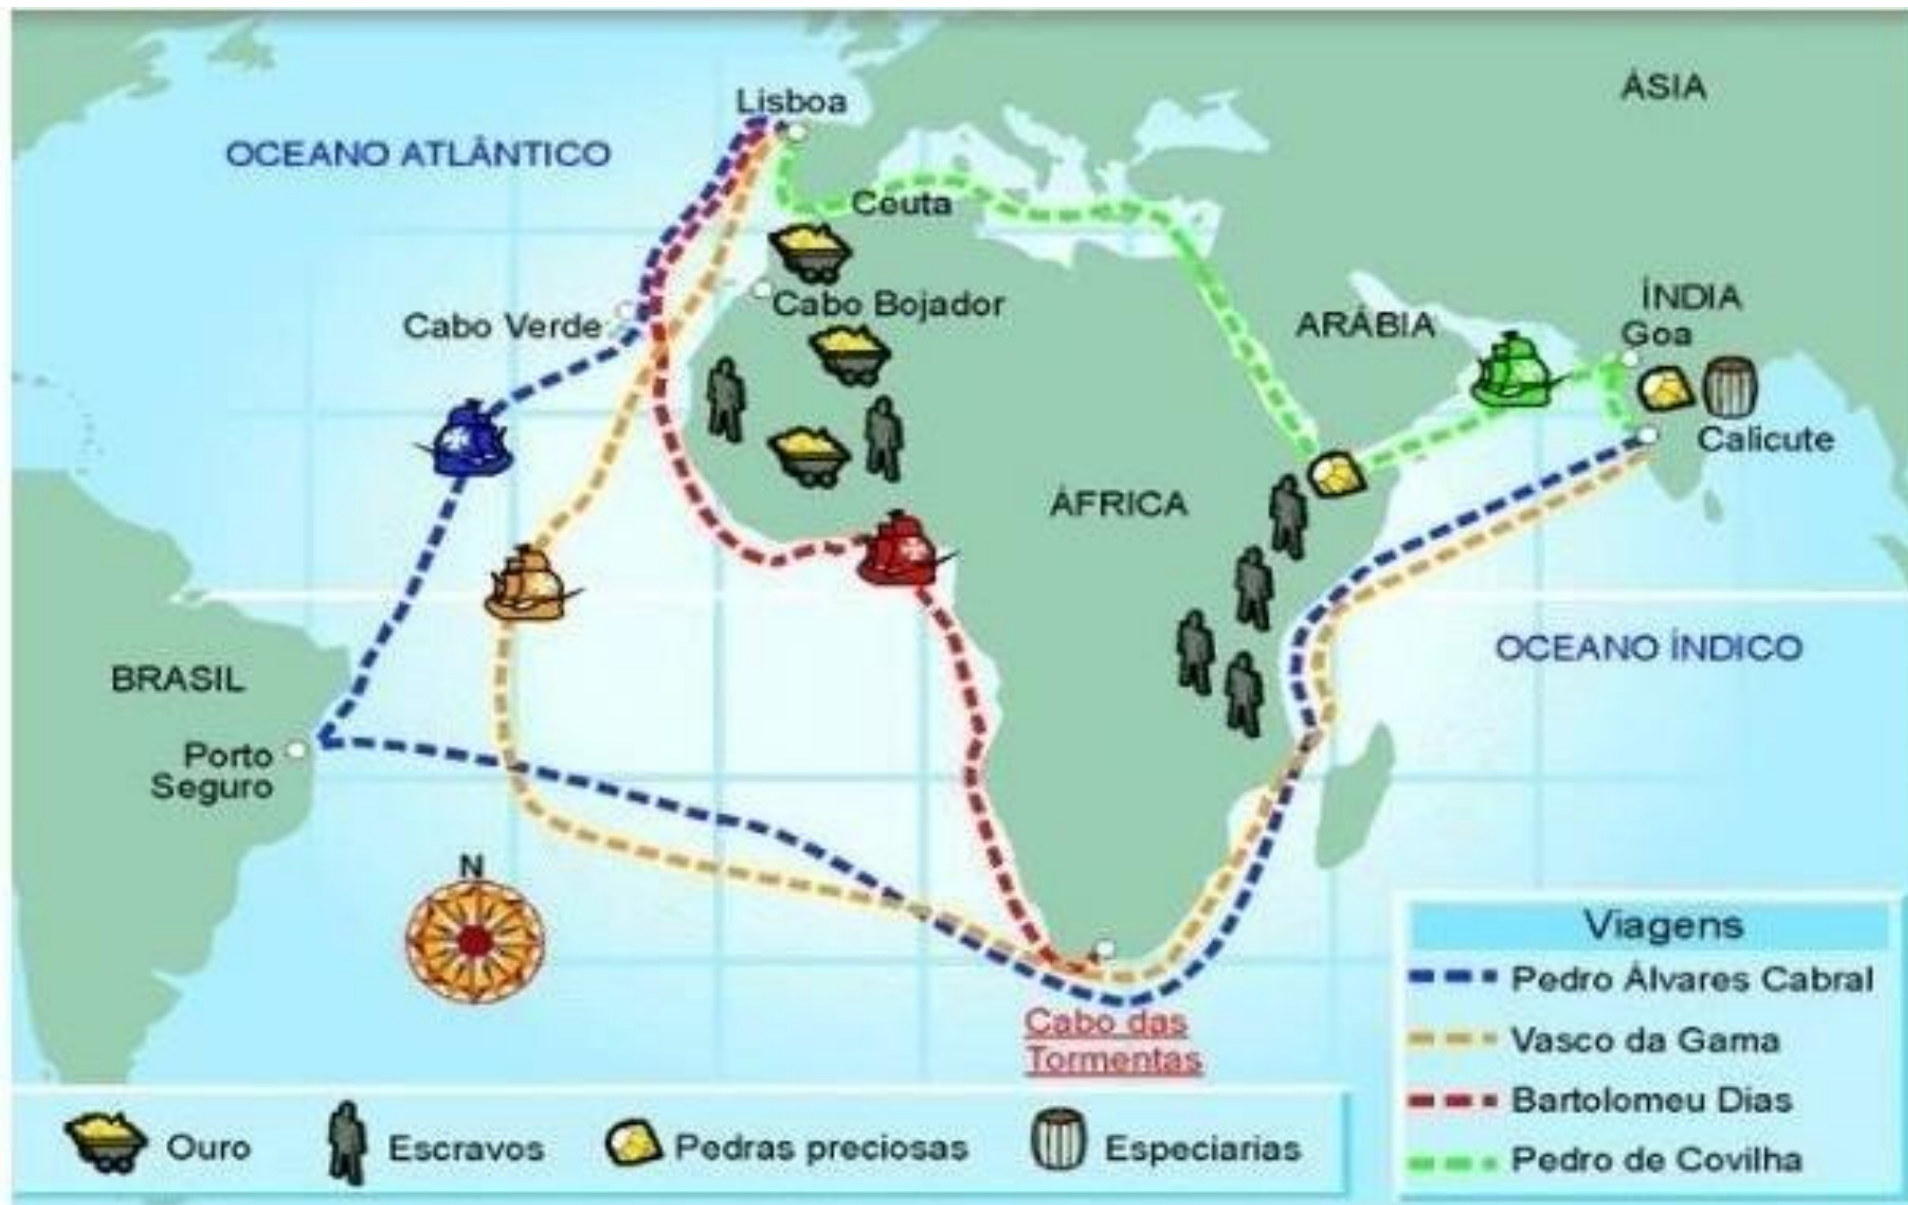 ÁSIA
Lisboa
OCEANO ATLÂNTICO
Ceuta
ÍNDIA
Cabo Bojador
ARÁBIA
Cabo Verde
Goa
Calicute
ÁFRICA
OCEANO ÍNDICO
BRASIL
Porto
Seguro
N
Cabo das
Tormentas
Viagens
Pedro Álvares Cabral
Vasco da Gama
Bartolomeu Dias
Pedro de Covilha
Ouro
Escravos
Pedras preciosas
Especiarias